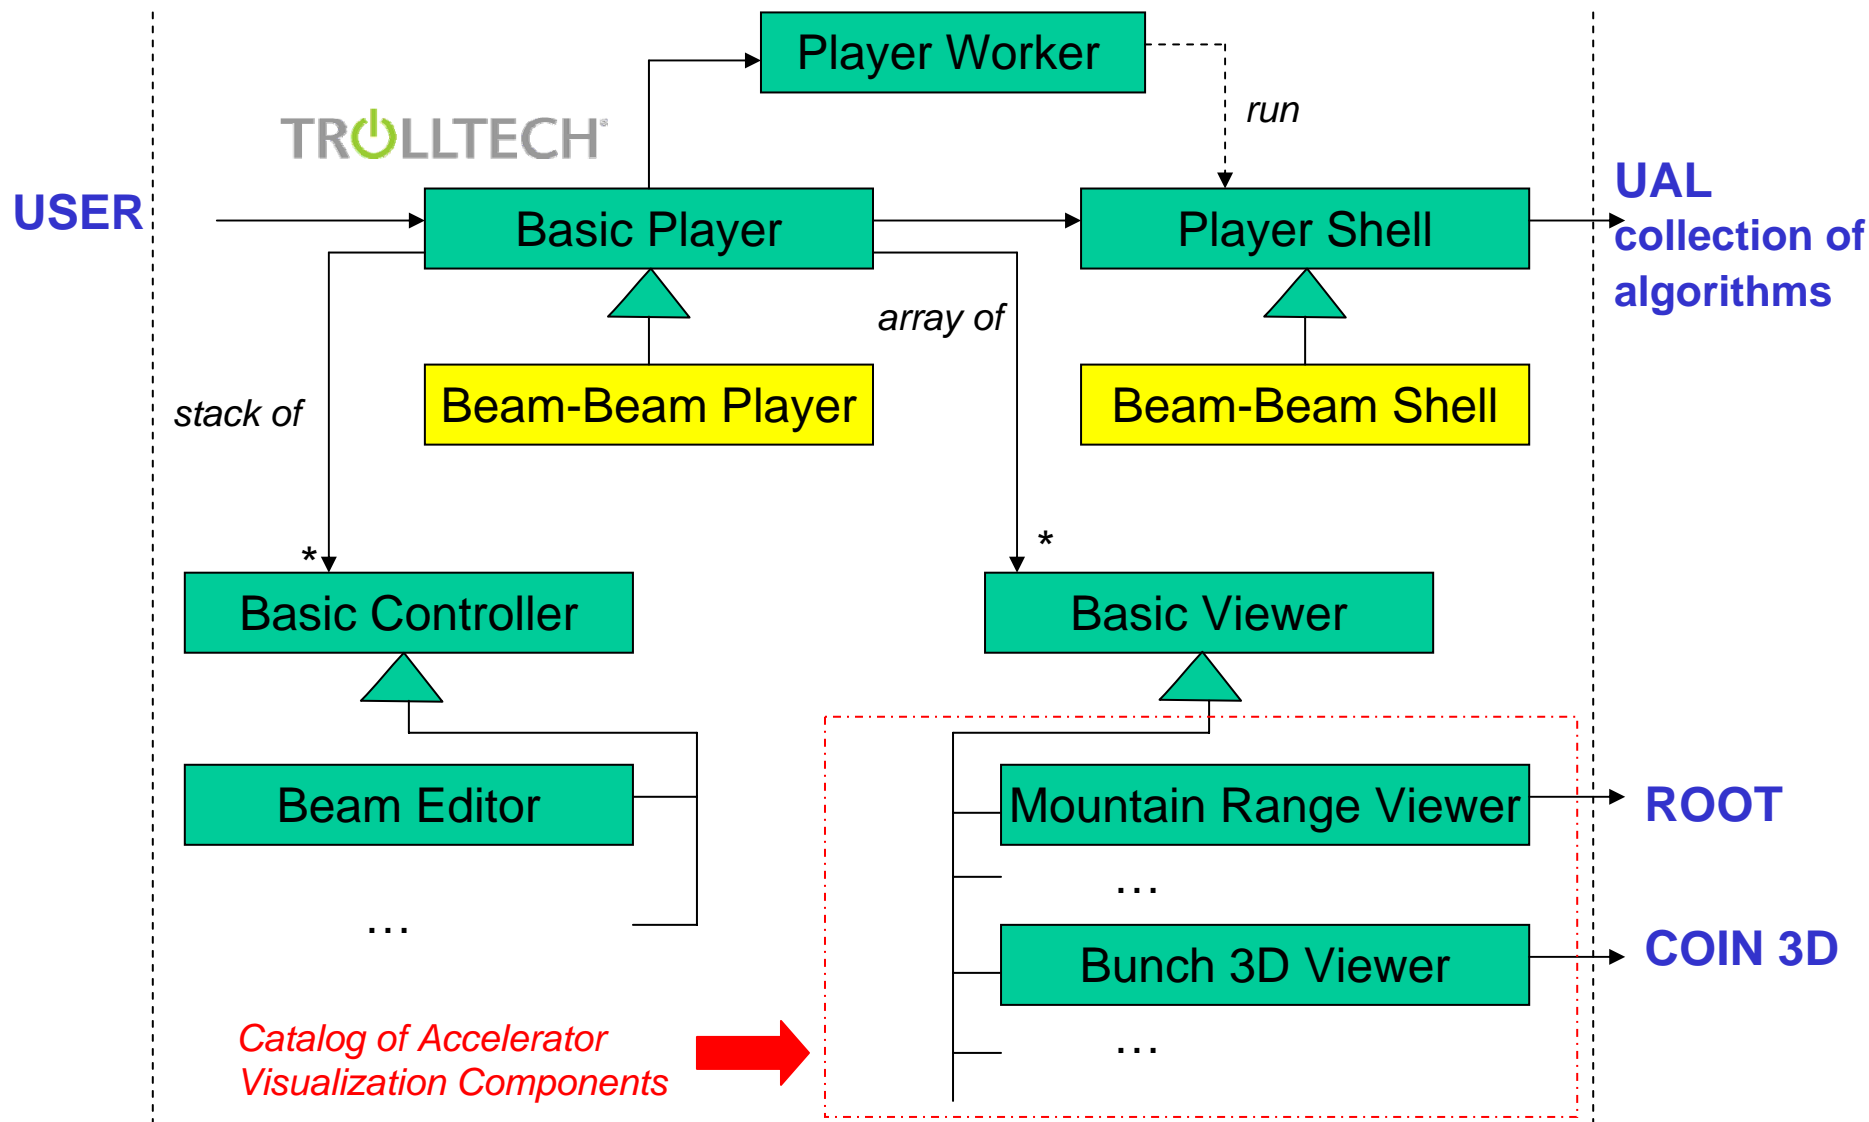 Player Worker
run
TROLLTECH®
USER
Basic Player
Player Shell
UAL
collection of
algorithms
array of
stack of
Beam-Beam Player
Beam-Beam Shell
*
*
Basic Controller
Basic Viewer
Beam Editor
Mountain Range Viewer
ROOT
...
...
Bunch 3D Viewer
COIN 3D
Catalog of Accelerator
Visualization Components
...